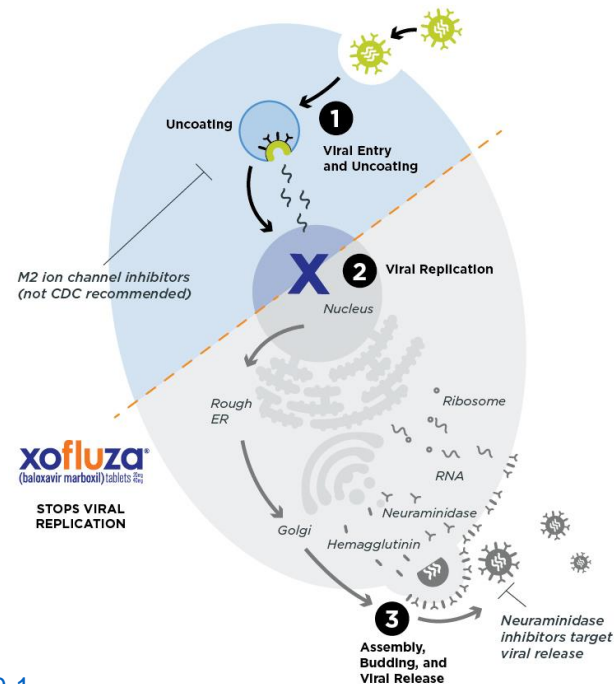 Uncoating
1
Viral Entry
and Uncoating
M2 ion channel inhibitors
(not CDC recommended)
X
2
Viral Replication
Nucleus
Rough
ER
Ribosome
RNA
xofluza®
(baloxavir marboxil) tablets
STOPS VIRAL
REPLICATION
Neuraminidase
Golgi
Hemagglutinin
3
Assembly,
Budding, and
Viral Release
Neuraminidase
inhibitors target
viral release